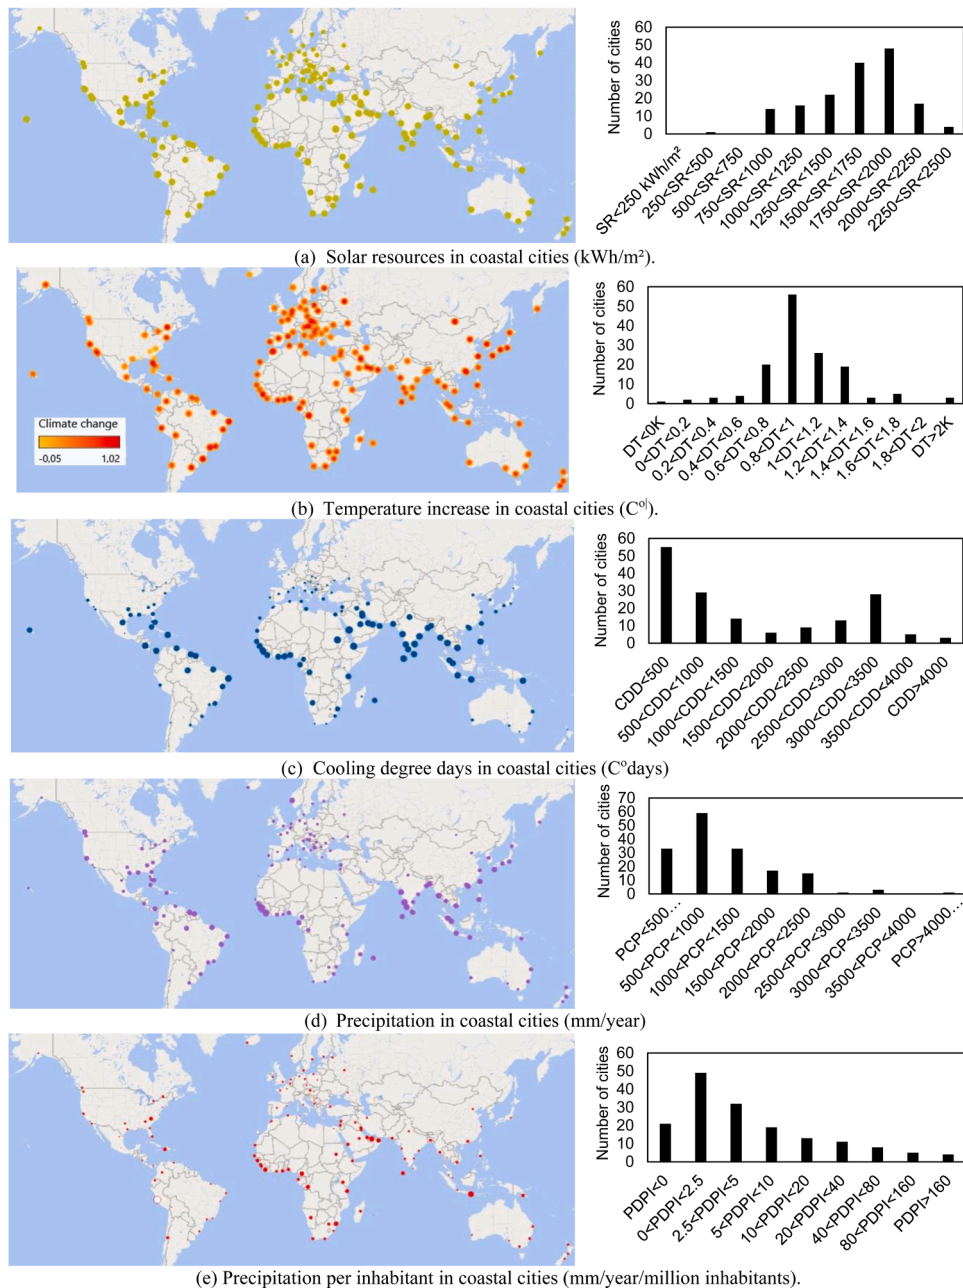 Number of cities
60
50
40
30
20
10
0
SR<250 kWh/m²
250<SR<500
500<SR<750
750<SR<1000
1000<SR<1250
1250<SR<1500
1500<SR<1750
1750<SR<2000
2000<SR<2250
2250<SR<2500
(a) Solar resources in coastal cities (kWh/m²).
Climate change
-0,05 1,02
Number of cities
60
50
40
30
20
10
0
DT<0K
0<DT<0.2
0.2<DT<0.4
0.4<DT<0.6
0.6<DT<0.8
0.8<DT<1
1<DT<1.2
1.2<DT<1.4
1.4<DT<1.6
1.6<DT<1.8
1.8<DT<2
DT>2K
(b) Temperature increase in coastal cities (Cº|).
Number of cities
60
50
40
30
20
10
0
CDD<500
500<CDD<1000
1000<CDD<1500
1500<CDD<2000
2000<CDD<2500
2500<CDD<3000
3000<CDD<3500
3500<CDD<4000
CDD>4000
(c) Cooling degree days in coastal cities (Cºdays)
Number of cities
70
60
50
40
30
20
10
0
PCP<500…
500<PCP<1000
1000<PCP<1500
1500<PCP<2000
2000<PCP<2500
2500<PCP<3000
3000<PCP<3500
3500<PCP<4000
PCP>4000…
(d) Precipitation in coastal cities (mm/year)
Number of cities
60
50
40
30
20
10
0
PDPI<0
0<PDPI<2.5
2.5<PDPI<5
5<PDPI<10
10<PDPI<20
20<PDPI<40
40<PDPI<80
80<PDPI<160
PDPI>160
(e) Precipitation per inhabitant in coastal cities (mm/year/million inhabitants).